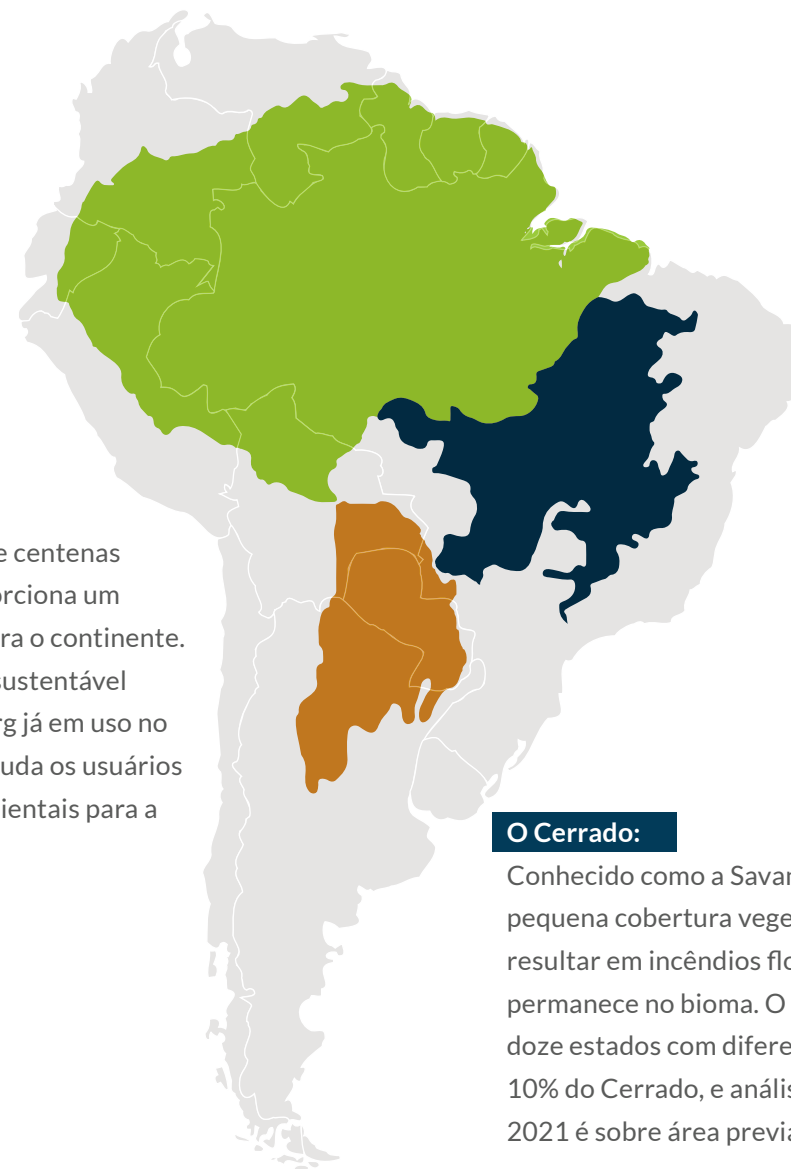 e centenas
orciona um
ra o continente.
sustentável
rg já em uso no
uda os usuários
ientais para a
O Cerrado:
Conhecido como a Savan
pequena cobertura vege
resultar em incêndios flo
permanece no bioma. O
doze estados com difere
10% do Cerrado, e anális
2021 é sobre área previa